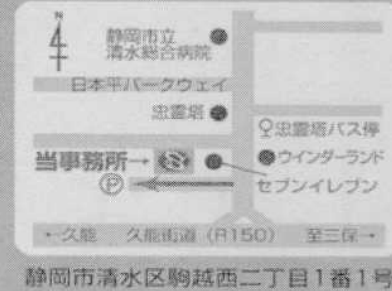 N
静岡市立
清水総合病院
日本平パークウェイ
忠霊塔
忠霊塔バス停
当事務所→
ウインダーランド
P
セブンイレブン
←久能 久能街道(R150) 至三保→
静岡市清水区駒越西二丁目1番1号